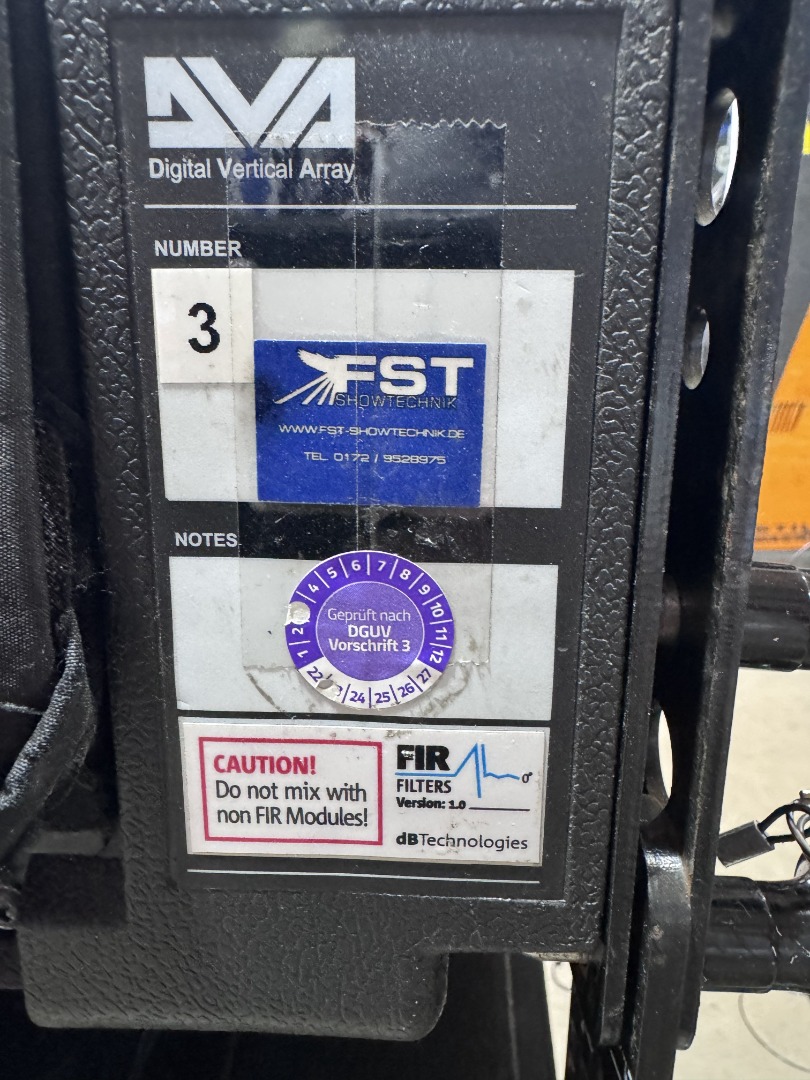 DVA
Digital Vertical Array
NUMBER
3
FST
SHOWTECHNIK
WWW.FST-SHOWTECHNIK.DE
TEL 0172 / 9528975
NOTES
1 2 4 5 6 7 8 9 10 11 12
Geprüft nach
DGUV
Vorschrift 3
22 24 25 26 27
CAUTION!
Do not mix with
non FIR Modules!
FIR
FILTERS
Version: 1.0
0°
dBTechnologies